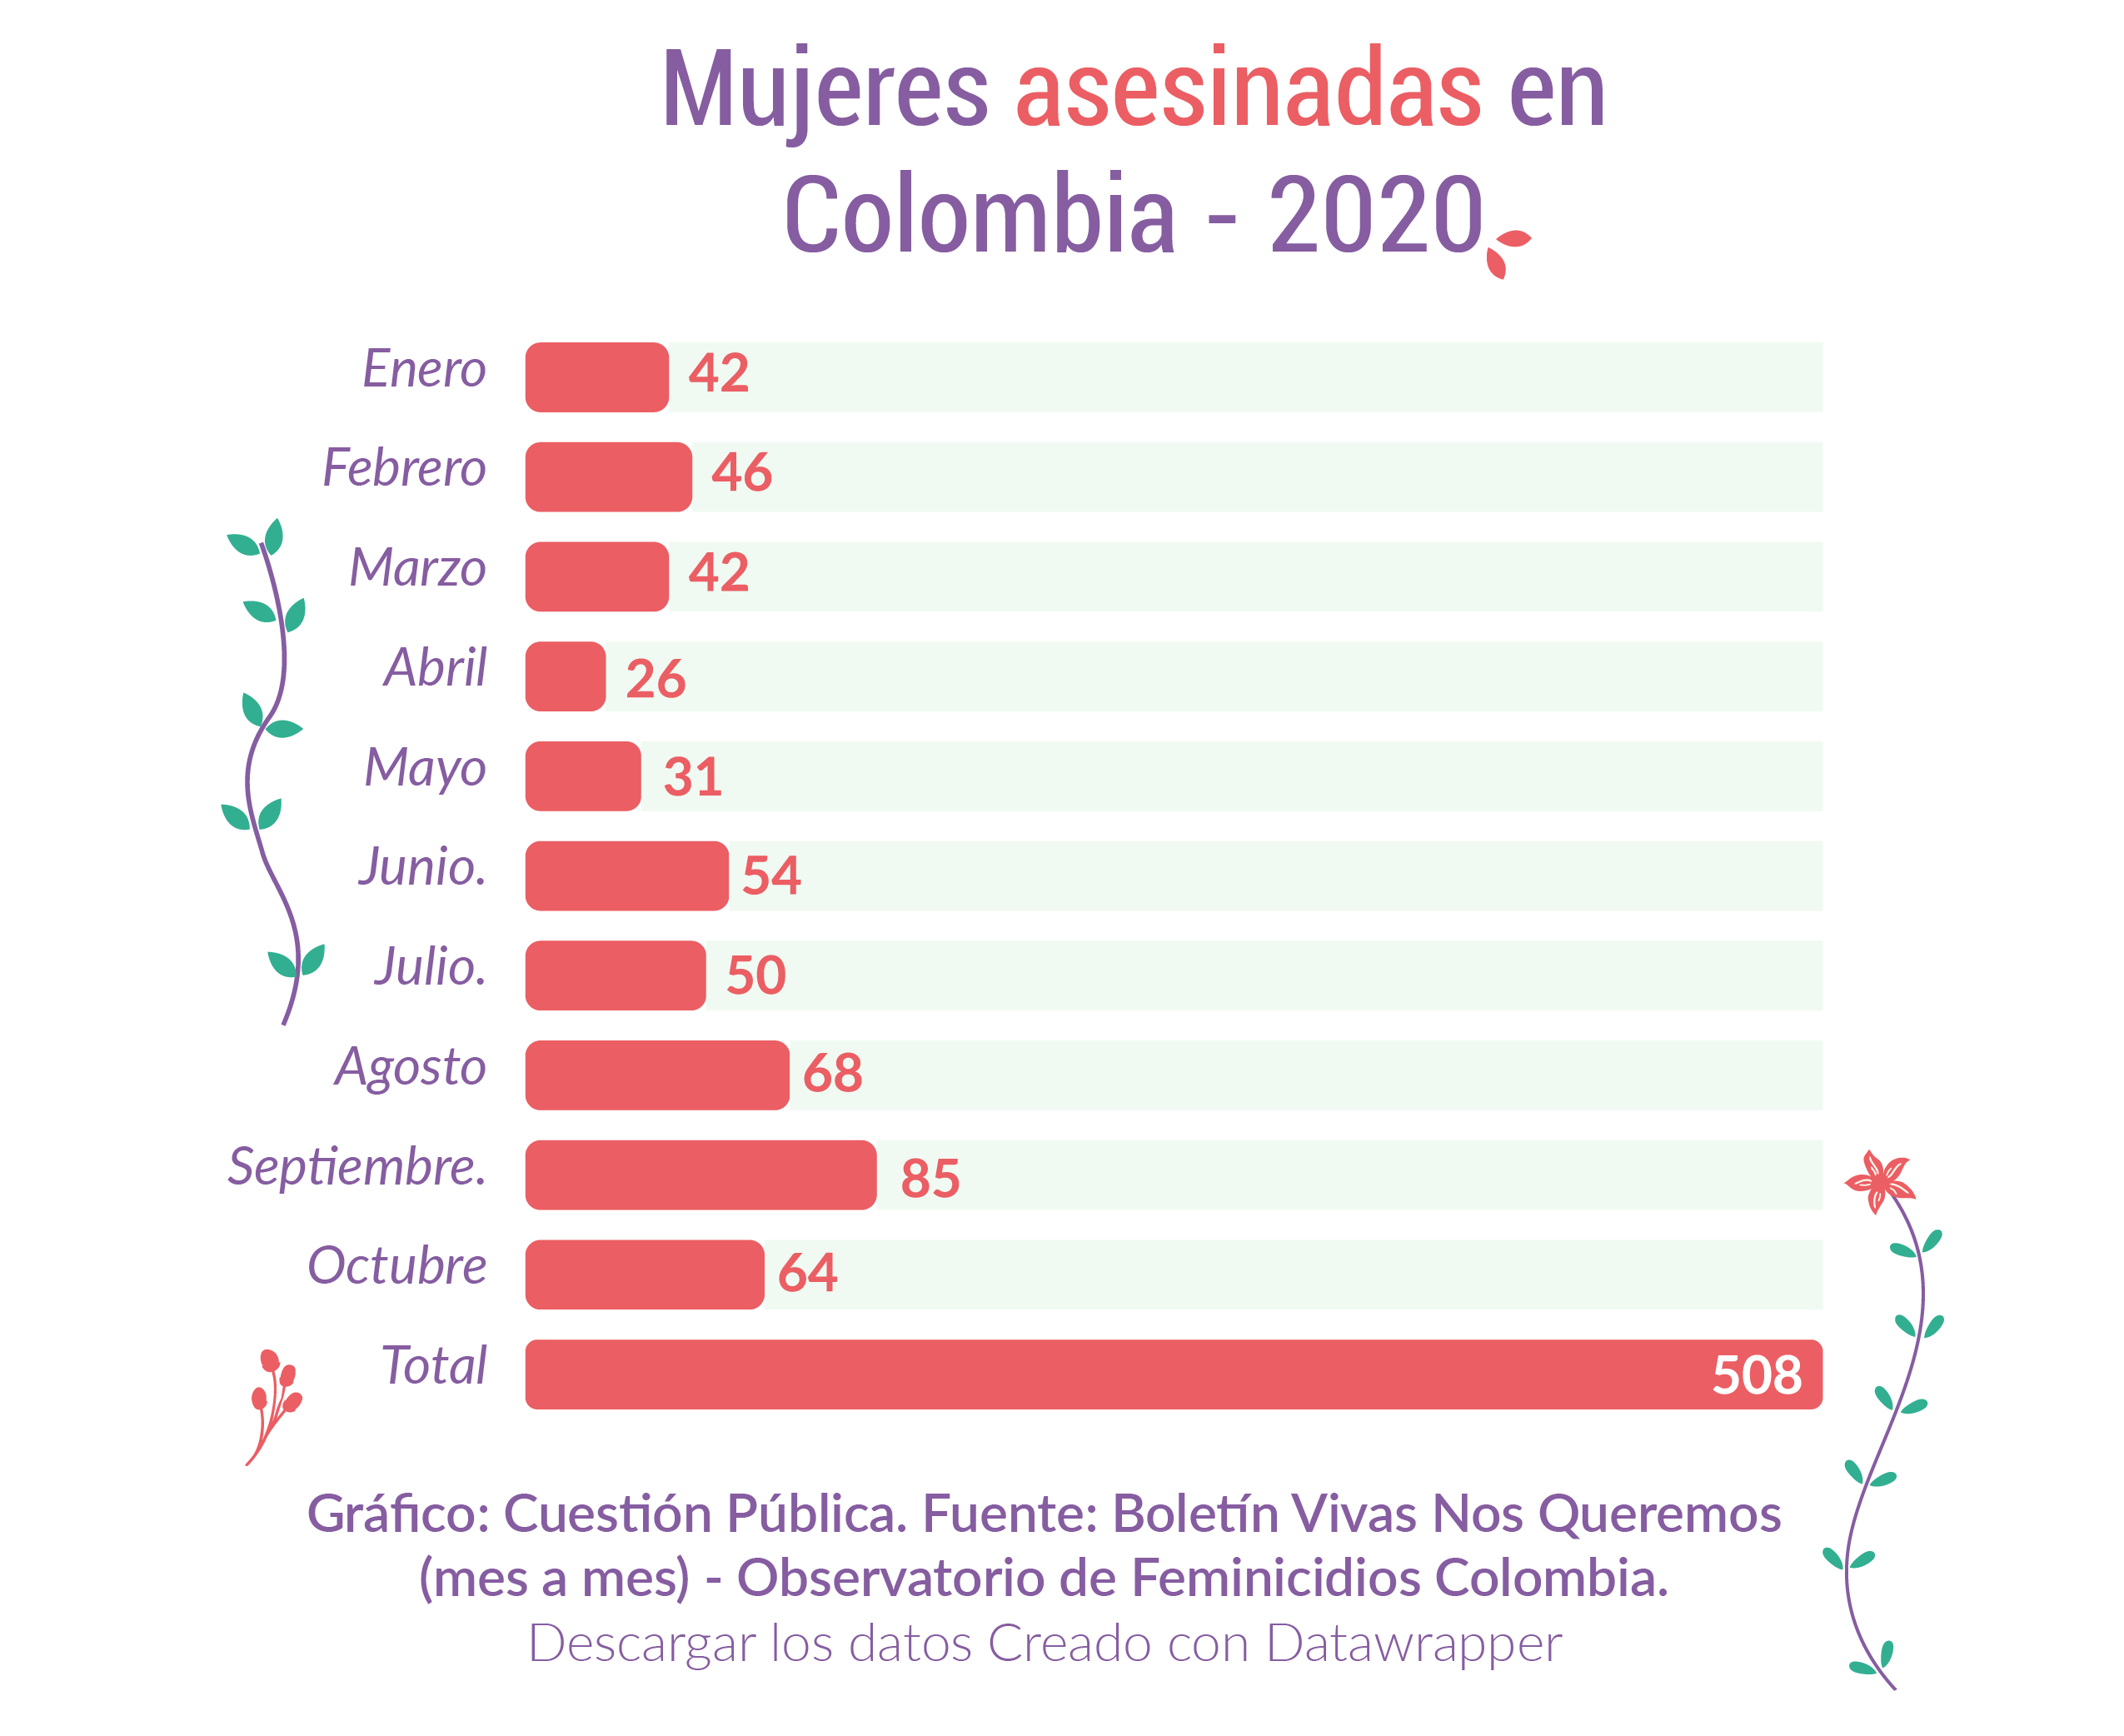 Mujeres asesinadas en
Colombia - 2020
Enero 42
Febrero 46
Marzo 42
Abril 26
Mayo 31
Junio. 54
Julio. 50
Agosto 68
Septiembre. 85
Octubre 64
Total 508
Gráfico: Cuestión Pública. Fuente: Boletín Vivas Nos Queremos
(mes a mes) - Observatorio de Feminicidios Colombia.
Descargar los datos Creado con Datawrapper